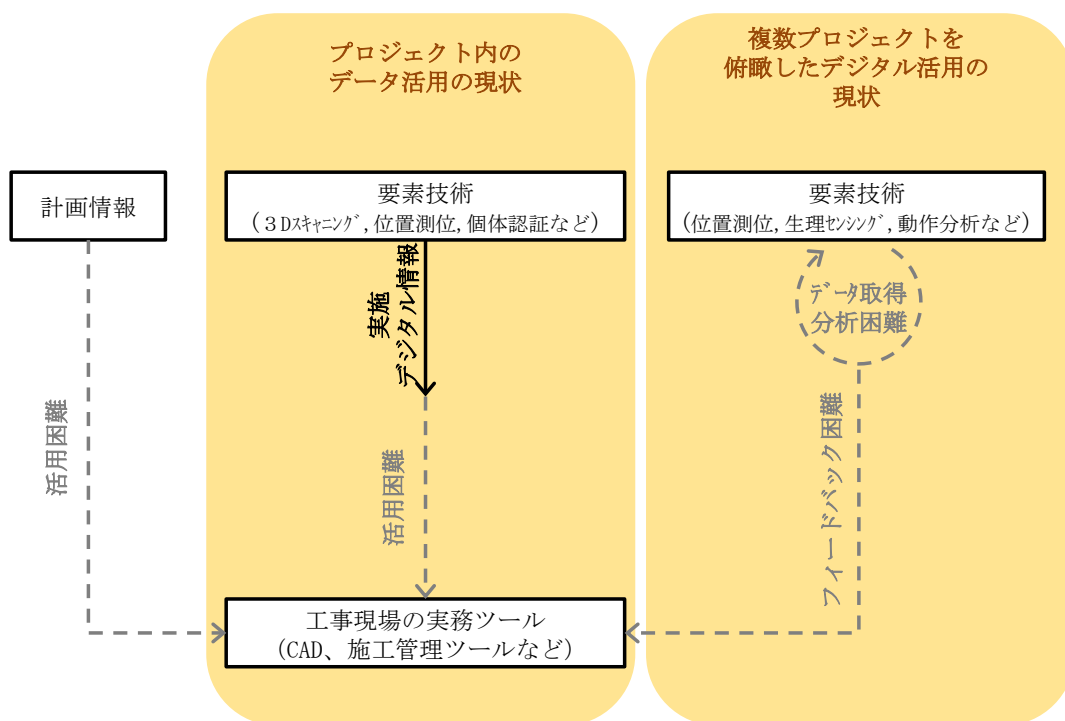 プロジェクト内の
データ活用の現状
複数プロジェクトを
俯瞰したデジタル活用の
現状
計画情報
要素技術
(３Dｽｷｬﾆﾝｸﾞ,位置測位,個体認証など)
要素技術
(位置測位,生理ｾﾝｼﾝｸﾞ,動作分析など)
実施
デジタル情報
ﾃﾞｰﾀ取得
分析困難
活用困難
活用困難
フィードバック困難
工事現場の実務ツール
(CAD、施工管理ツールなど)